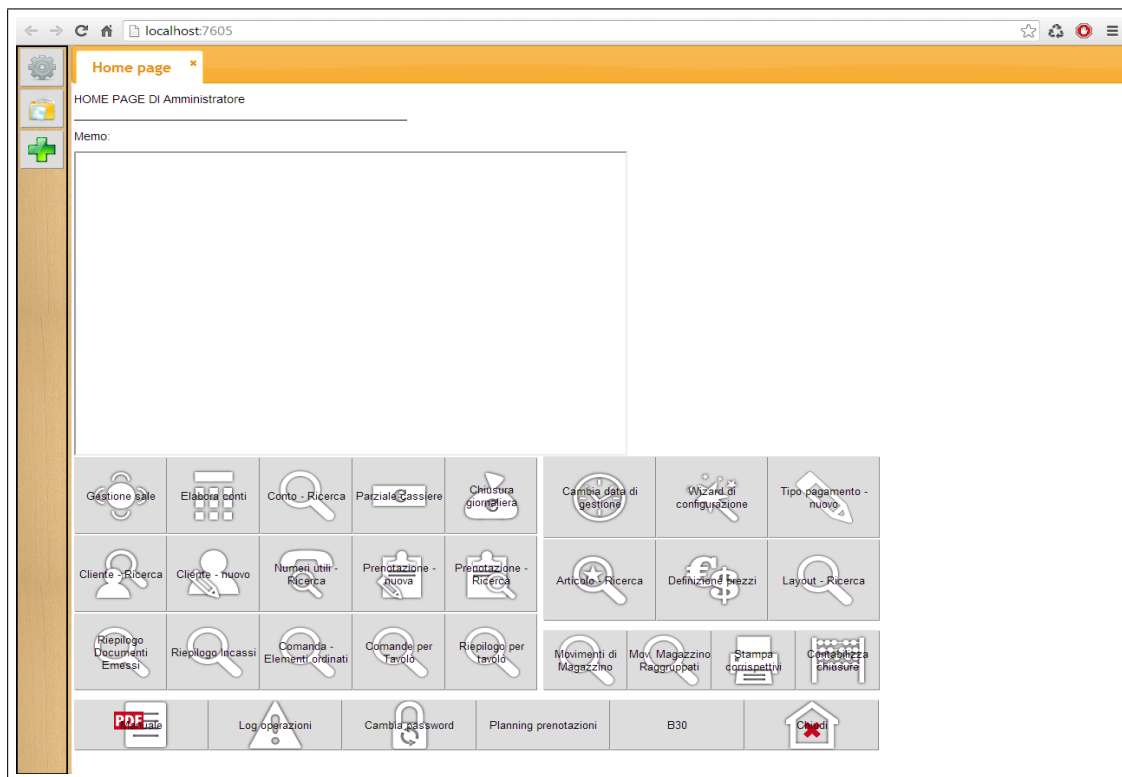 localhost:7605
Home page
HOME PAGE DI Amministratore
Memo:
Gestione sale
Elabora conti
Conto - Ricerca
Parziale Cassiere
Chiusura
giornaliera
Cambia data di
gestione
Wizard di
configurazione
Tipo pagamento -
nuovo
Cliente - Ricerca
Cliente - nuovo
Numeri utili -
Ricerca
Prenotazione -
nuova
Prenotazione -
Ricerca
Articolo - Ricerca
Definizione prezzi
Layout - Ricerca
Riepilogo
Documenti
Emessi
Riepilogo Incassi
Comanda -
Elementi ordinati
Comande per
Tavolo
Riepilogo per
tavolo
Movimenti di
Magazzino
Mov. Magazzino
Raggruppati
Stampa
corrispettivi
Contabilizza
chiusure
PDF
Manuale
Log operazioni
Cambia password
Planning prenotazioni
B30
Chiudi